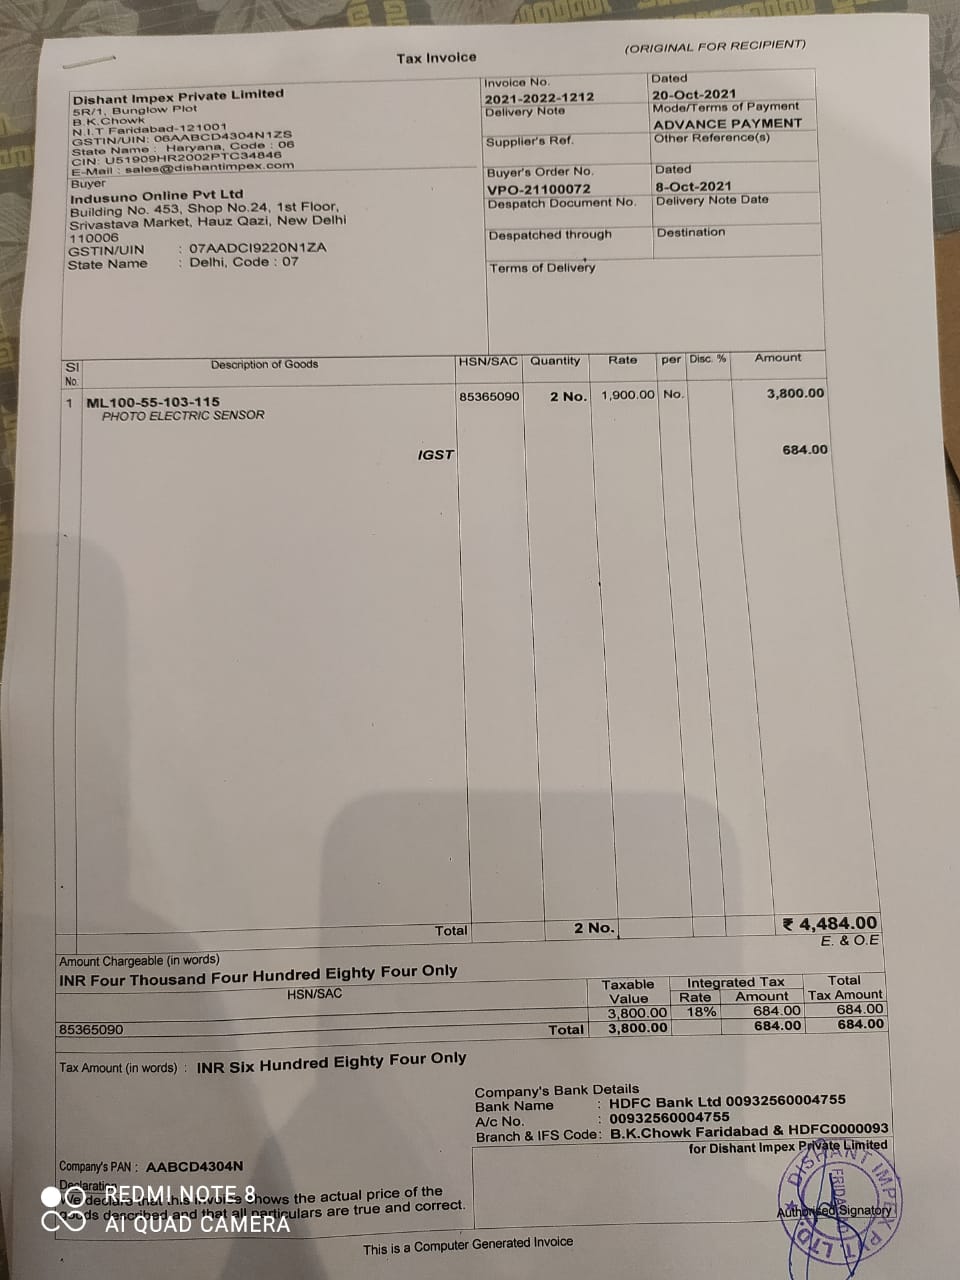 Tax Invoice
(ORIGINAL FOR RECIPIENT)
Dishant Impex Private Limited
5R/1, Bunglow Plot
B.K.Chowk
N.I.T Faridabad-121001
GSTIN/UIN: 06AABCD4304N1ZS
State Name : Haryana, Code : 06
CIN: U51909HR2002PTC34846
E-Mail : sales@dishantimpex.com
Invoice No.
2021-2022-1212
Dated
20-Oct-2021
Delivery Note
Mode/Terms of Payment
ADVANCE PAYMENT
Supplier's Ref.
Other Reference(s)
Buyer
Indusuno Online Pvt Ltd
Building No. 453, Shop No.24, 1st Floor,
Srivastava Market, Hauz Qazi, New Delhi
110006
GSTIN/UIN : 07AADCI9220N1ZA
State Name : Delhi, Code : 07
Buyer's Order No.
VPO-21100072
Dated
8-Oct-2021
Despatch Document No.
Delivery Note Date
Despatched through
Destination
Terms of Delivery
Sl No. Description of Goods HSN/SAC Quantity Rate per Disc. % Amount
1 ML100-55-103-115 85365090 2 No. 1,900.00 No. 3,800.00
PHOTO ELECTRIC SENSOR
IGST 684.00
Total 2 No. ₹ 4,484.00
E. & O.E
Amount Chargeable (in words)
INR Four Thousand Four Hundred Eighty Four Only
HSN/SAC Taxable Value Integrated Tax Rate Amount Total Tax Amount
85365090 3,800.00 18% 684.00 684.00
Total 3,800.00 684.00 684.00
Tax Amount (in words) : INR Six Hundred Eighty Four Only
Company's Bank Details
Bank Name : HDFC Bank Ltd 00932560004755
A/c No. : 00932560004755
Branch & IFS Code: B.K.Chowk Faridabad & HDFC0000093
for Dishant Impex Private Limited
Company's PAN : AABCD4304N
Declaration
We declare that this invoice shows the actual price of the
goods described and that all particulars are true and correct.
Authorised Signatory
This is a Computer Generated Invoice
DISHANT IMPEX PVT. LTD.
REDMI NOTE 8
AI QUAD CAMERA